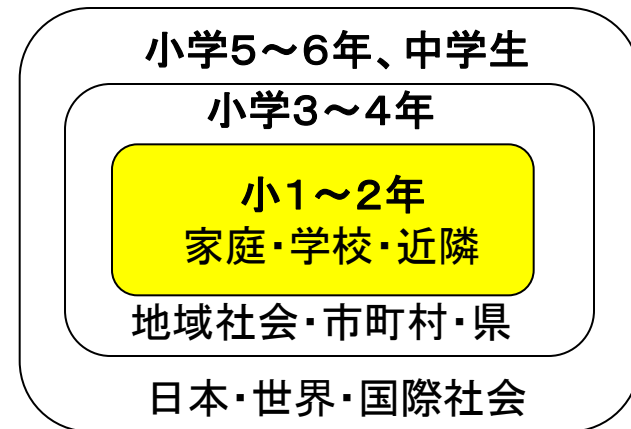 小学5～6年、中学生
小学3～4年
小1～2年
家庭･学校･近隣
地域社会･市町村･県
日本･世界･国際社会